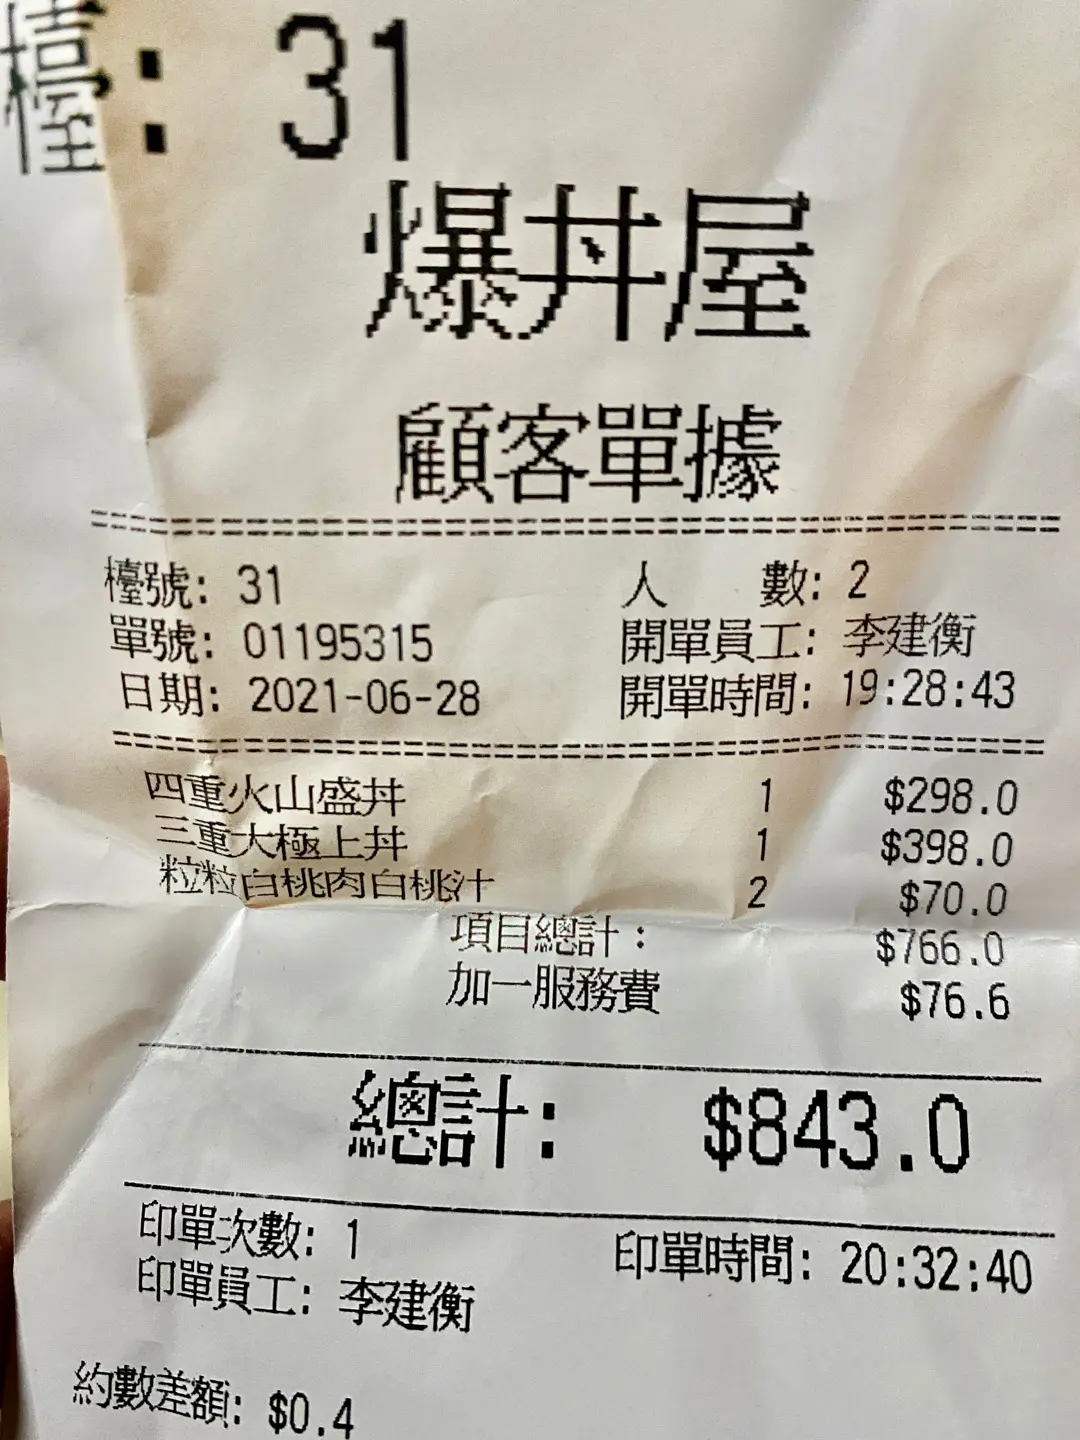 檯: 31
爆丼屋
顧客單據
檯號: 31 人 數: 2
單號: 01195315 開單員工: 李建衡
日期: 2021-06-28 開單時間: 19:28:43
四重火山盛丼 1 $298.0
三重大極上丼 1 $398.0
粒粒白桃肉白桃汁 2 $70.0
項目總計: $766.0
加一服務費 $76.6
總計: $843.0
印單次數: 1 印單時間: 20:32:40
印單員工: 李建衡
約數差額: $0.4